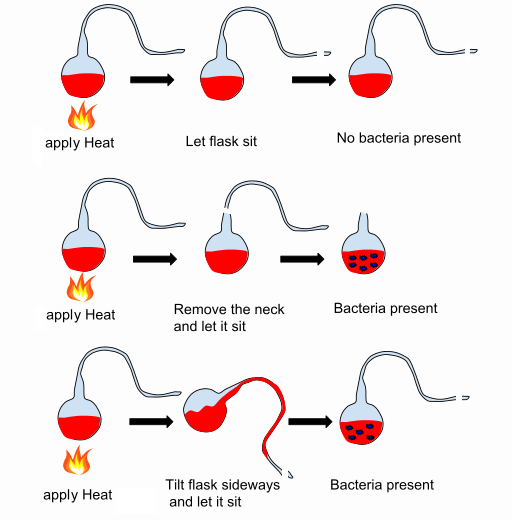 apply Heat
Let flask sit
No bacteria present
apply Heat
Remove the neck
and let it sit
Bacteria present
apply Heat
Tilt flask sideways
and let it sit
Bacteria present